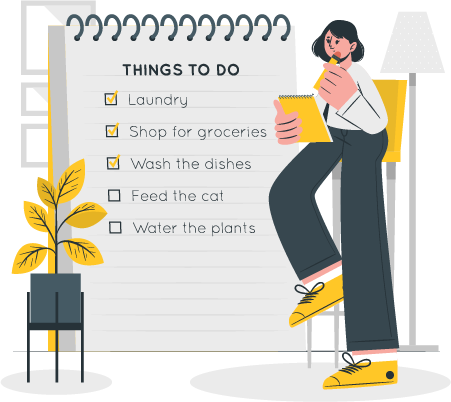 THINGS TO DO
Laundry
Shop for groceries
Wash the dishes
Feed the cat
Water the plants